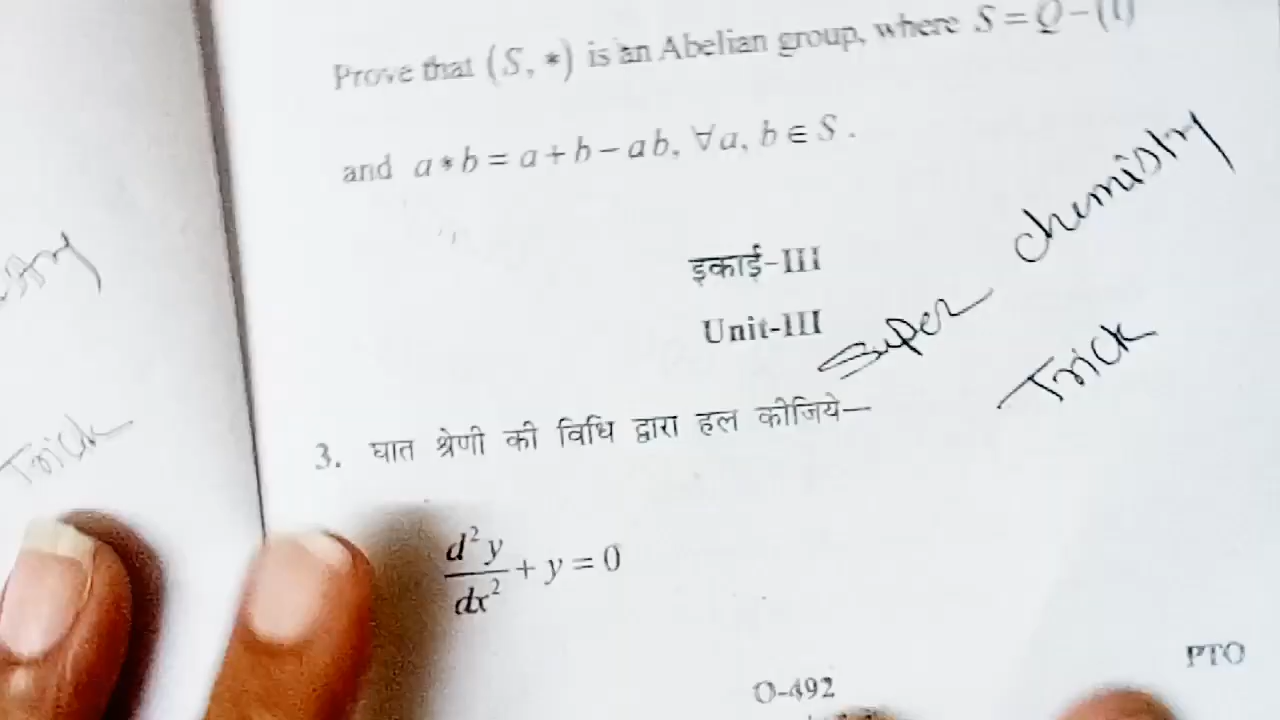 Prove that (S, *) is an Abelian group, where S = Q – (1)
and a * b = a + b – ab, ∀a, b ∈ S .
इकाई–III
Unit-III
Super Chemistry
Trick
3. घात श्रेणी की विधि द्वारा हल कीजिये—
d²y/dx² + y = 0
O-492
PTO
Trick